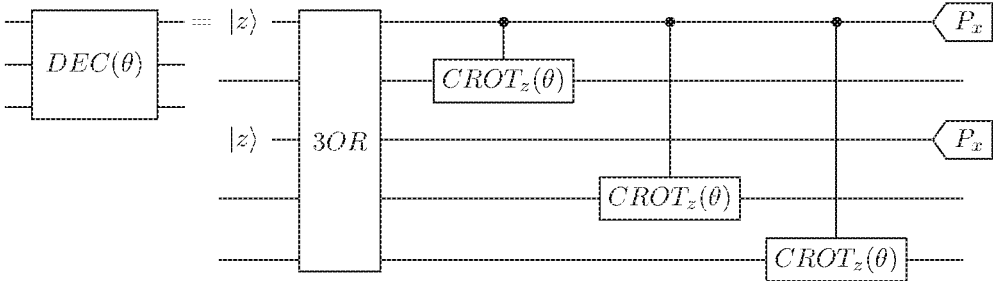 |z⟩
P_x
DEC(θ)
==
CROT_z(θ)
|z⟩
3OR
P_x
CROT_z(θ)
CROT_z(θ)